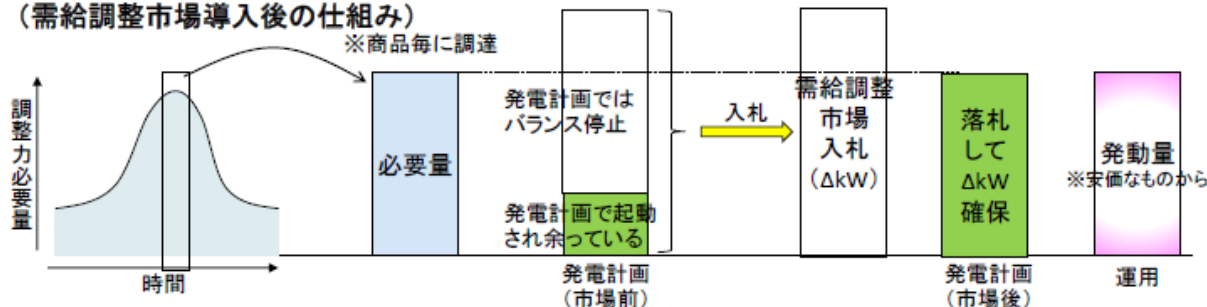 （需給調整市場導入後の仕組み）
※商品毎に調達
調整力必要量
時間
必要量
発電計画では
バランス停止
発電計画で起動
され余っている
発電計画
（市場前）
入札
需給調整
市場
入札
（ΔkW）
落札
して
ΔkW
確保
発電計画
（市場後）
発動量
※安価なものから
運用